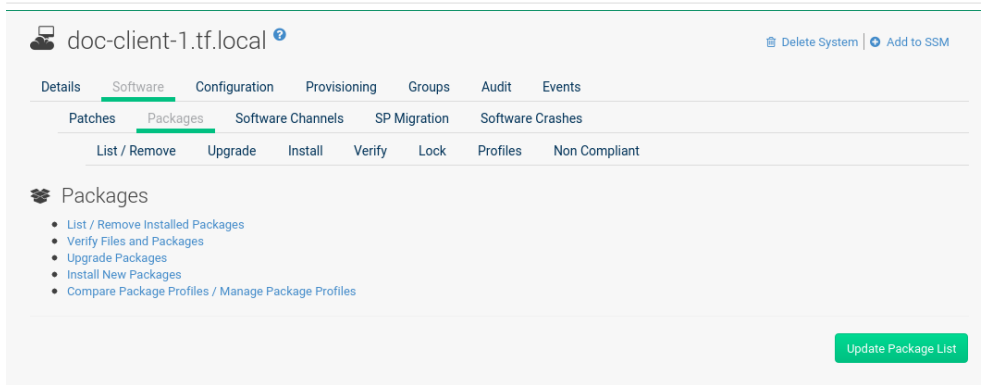 doc-client-1.tf.local ?
Delete System | Add to SSM
Details Software Configuration Provisioning Groups Audit Events
Patches Packages Software Channels SP Migration Software Crashes
List / Remove Upgrade Install Verify Lock Profiles Non Compliant
Packages
List / Remove Installed Packages
Verify Files and Packages
Upgrade Packages
Install New Packages
Compare Package Profiles / Manage Package Profiles
Update Package List